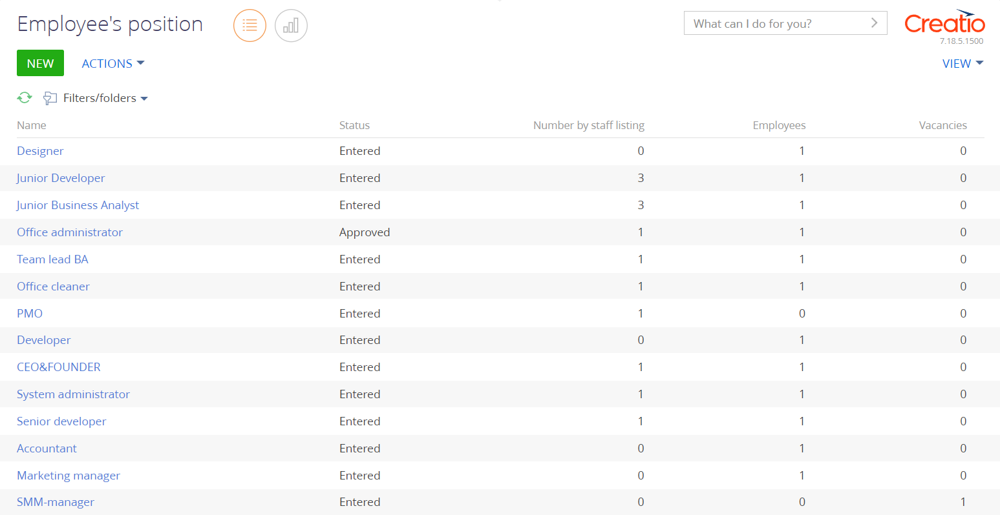 Employee's position
What can I do for you?
Creatio
7.18.5.1500
NEW ACTIONS VIEW
Filters/folders
Name Status Number by staff listing Employees Vacancies
Designer Entered 0 1 0
Junior Developer Entered 3 1 0
Junior Business Analyst Entered 3 1 0
Office administrator Approved 1 1 0
Team lead BA Entered 1 1 0
Office cleaner Entered 1 1 0
PMO Entered 1 0 0
Developer Entered 0 1 0
CEO&FOUNDER Entered 1 1 0
System administrator Entered 1 1 0
Senior developer Entered 1 1 0
Accountant Entered 0 1 0
Marketing manager Entered 0 1 0
SMM-manager Entered 0 0 1